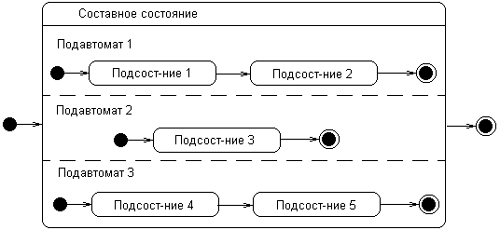 Составное состояние
Подавтомат 1
Подсост-ние 1
Подсост-ние 2
Подавтомат 2
Подсост-ние 3
Подавтомат 3
Подсост-ние 4
Подсост-ние 5